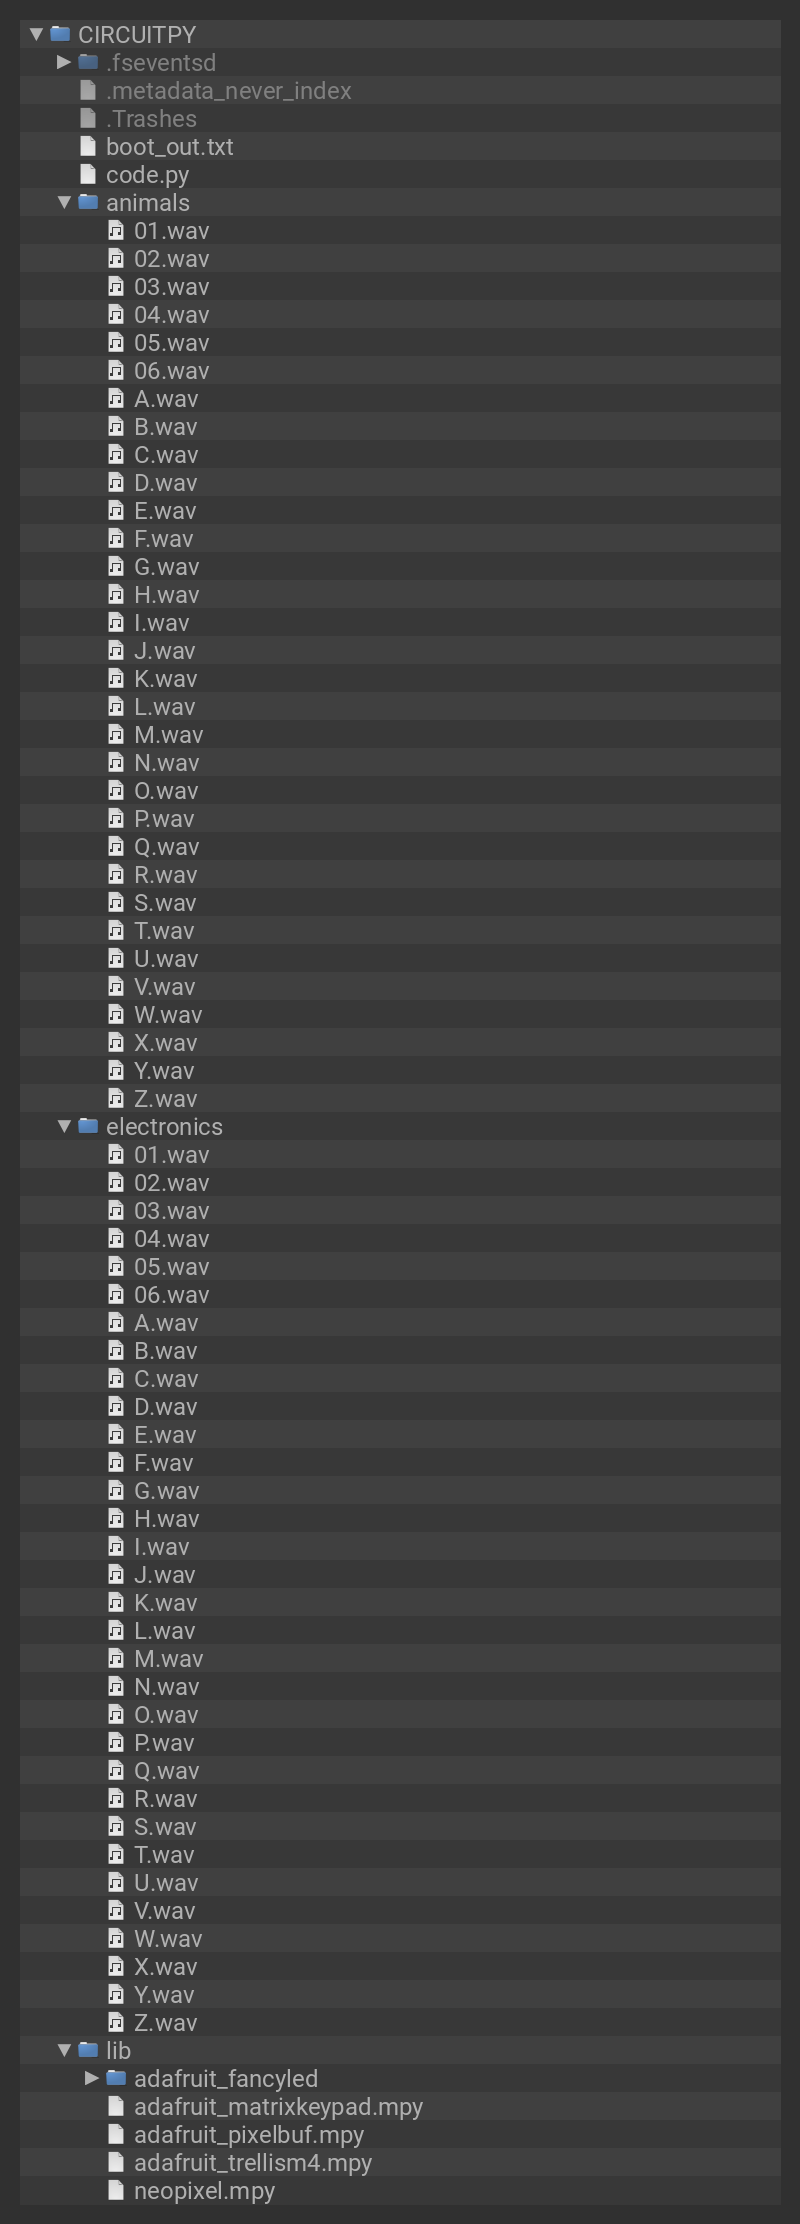 CIRCUITPY
.fseventsd
.metadata_never_index
.Trashes
boot_out.txt
code.py
animals
01.wav
02.wav
03.wav
04.wav
05.wav
06.wav
A.wav
B.wav
C.wav
D.wav
E.wav
F.wav
G.wav
H.wav
I.wav
J.wav
K.wav
L.wav
M.wav
N.wav
O.wav
P.wav
Q.wav
R.wav
S.wav
T.wav
U.wav
V.wav
W.wav
X.wav
Y.wav
Z.wav
electronics
01.wav
02.wav
03.wav
04.wav
05.wav
06.wav
A.wav
B.wav
C.wav
D.wav
E.wav
F.wav
G.wav
H.wav
I.wav
J.wav
K.wav
L.wav
M.wav
N.wav
O.wav
P.wav
Q.wav
R.wav
S.wav
T.wav
U.wav
V.wav
W.wav
X.wav
Y.wav
Z.wav
lib
adafruit_fancyled
adafruit_matrixkeypad.mpy
adafruit_pixelbuf.mpy
adafruit_trellism4.mpy
neopixel.mpy